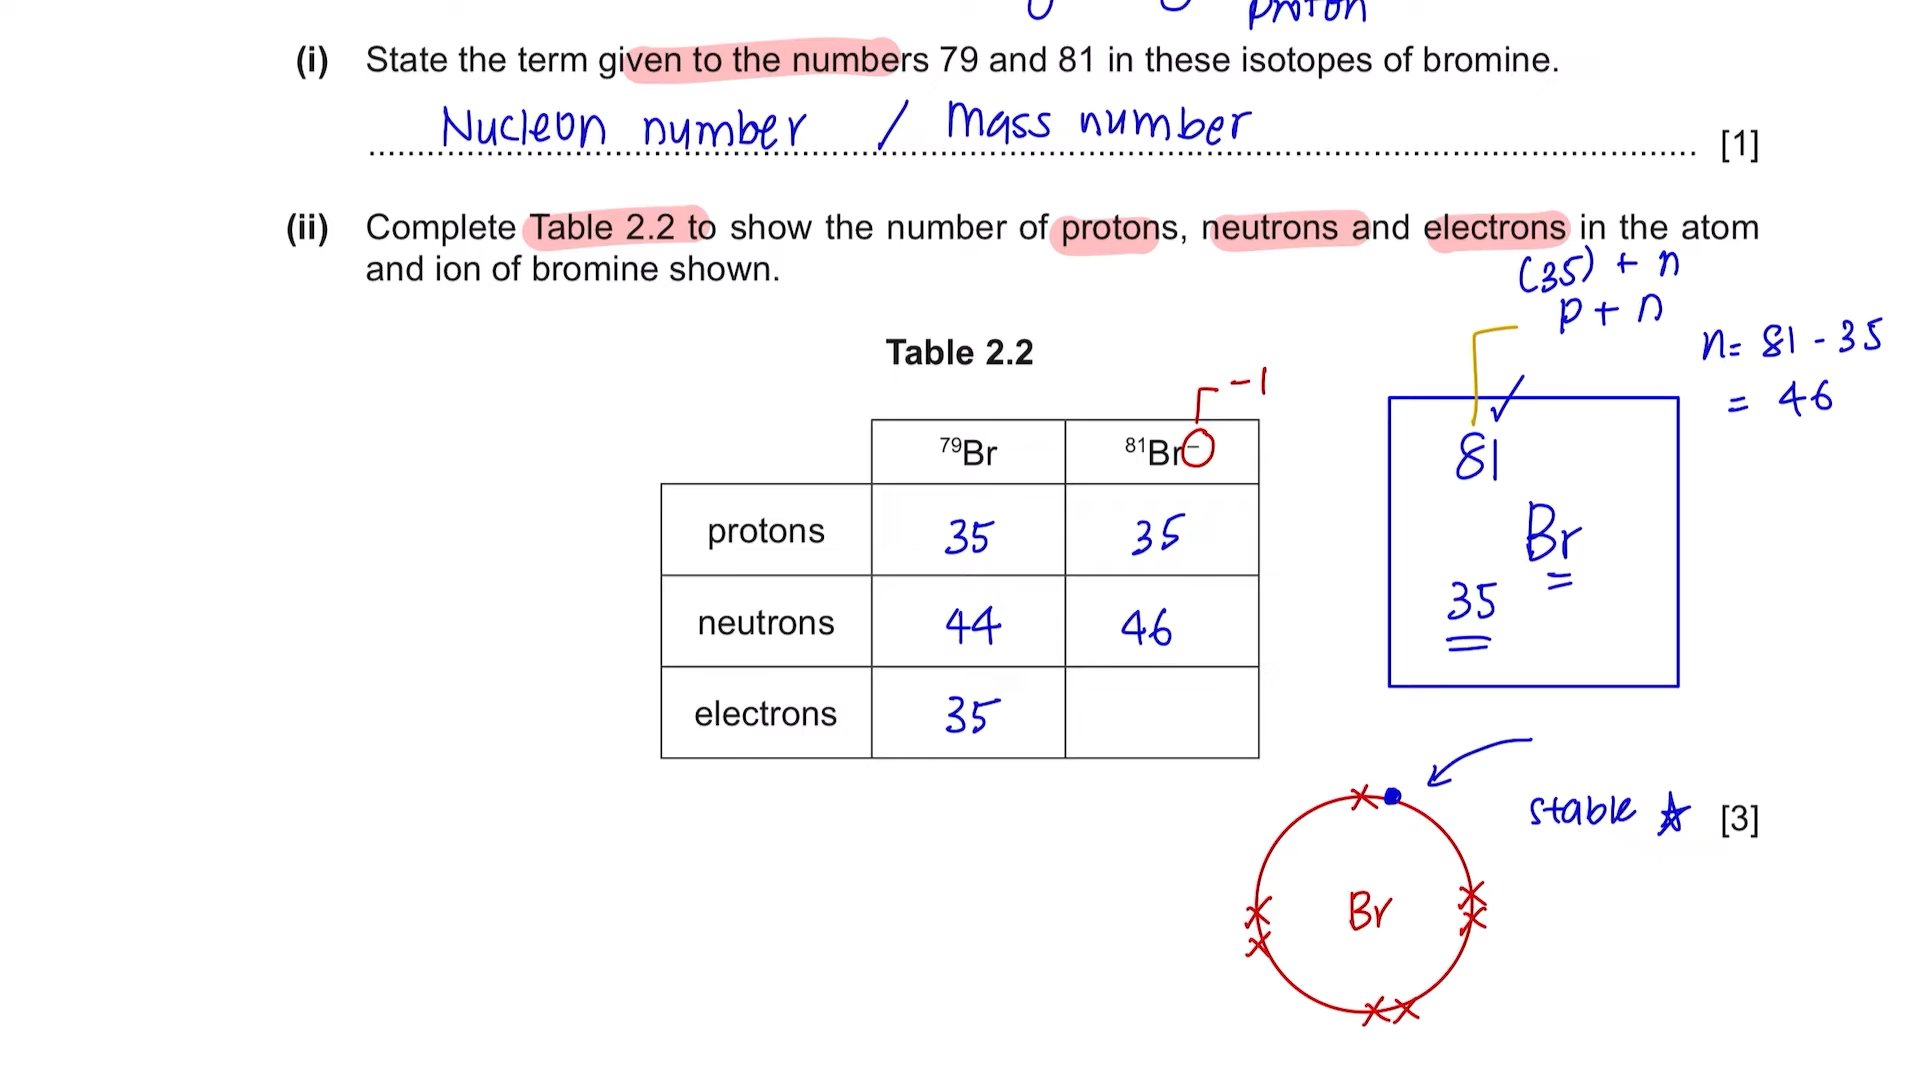 proton
(i) State the term given to the numbers 79 and 81 in these isotopes of bromine.
Nucleon number / Mass number
[1]
(ii) Complete Table 2.2 to show the number of protons, neutrons and electrons in the atom
and ion of bromine shown.
(35) + n
p + n
n = 81 - 35
= 46
Table 2.2
-1
⁷⁹Br ⁸¹Br⁻
protons 35 35
neutrons 44 46
electrons 35
81
Br
35
stable
[3]
Br